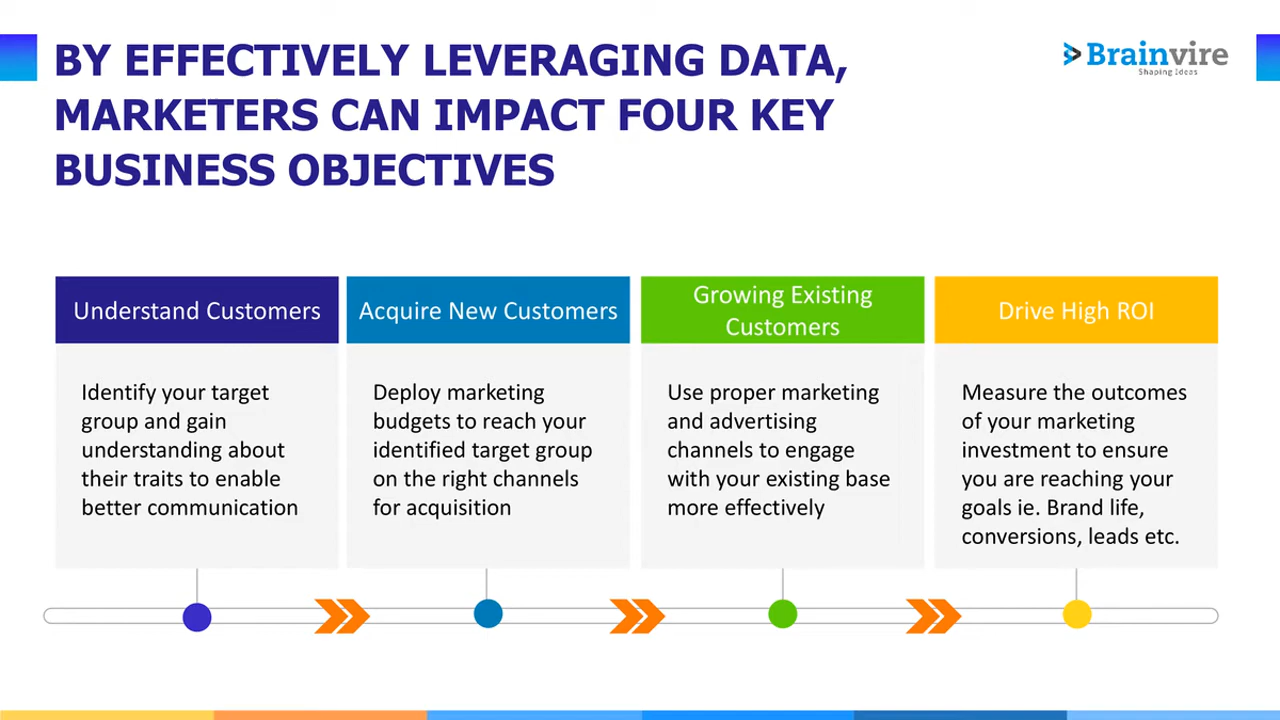 BY EFFECTIVELY LEVERAGING DATA,
MARKETERS CAN IMPACT FOUR KEY
BUSINESS OBJECTIVES
Brainvire
Shaping Ideas
Understand Customers
Identify your target
group and gain
understanding about
their traits to enable
better communication
Acquire New Customers
Deploy marketing
budgets to reach your
identified target group
on the right channels
for acquisition
Growing Existing
Customers
Use proper marketing
and advertising
channels to engage
with your existing base
more effectively
Drive High ROI
Measure the outcomes
of your marketing
investment to ensure
you are reaching your
goals ie. Brand life,
conversions, leads etc.